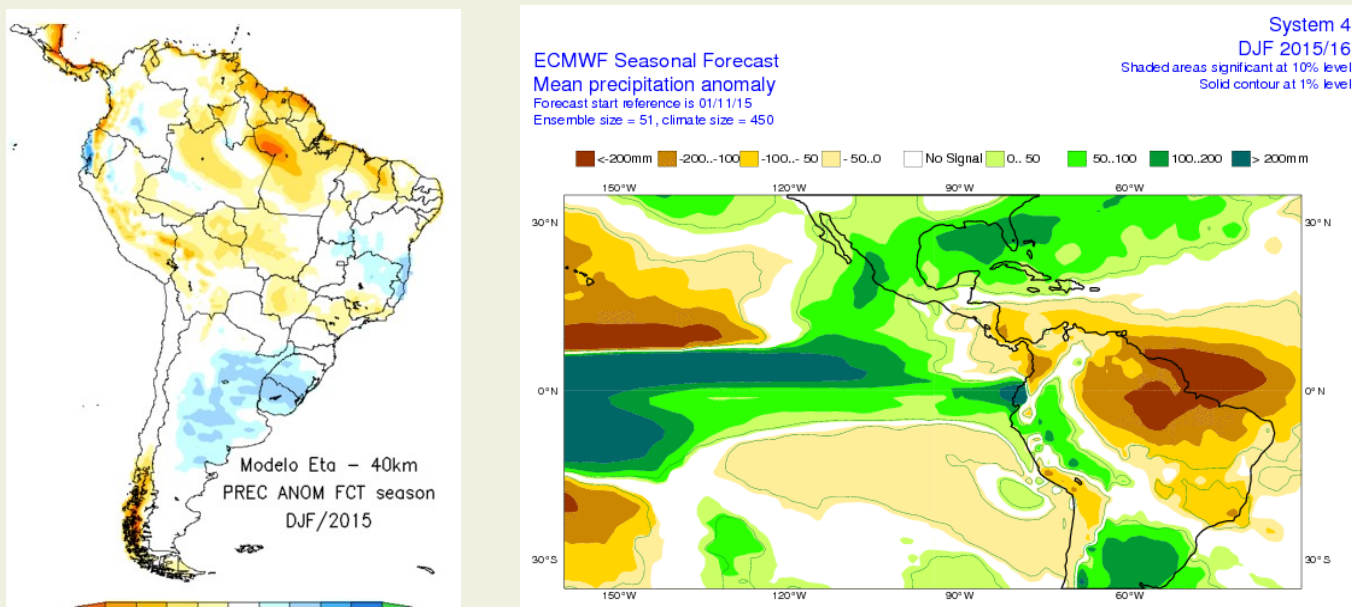 Modelo Eta - 40km
PREC ANOM FCT season
DJF/2015
System 4
ECMWF Seasonal Forecast
DJF 2015/16
Mean precipitation anomaly
Shaded areas significant at 10% level
Forecast start reference is 01/11/15
Solid contour at 1% level
Ensemble size = 51, climate size = 450
<-200mm -200..-100 -100..- 50 - 50..0 No Signal 0.. 50 50..100 100..200 > 200mm
150°W 120°W 90°W 60°W
30°N 30°N
0°N 0°N
30°S 30°S
150°W 120°W 90°W 60°W